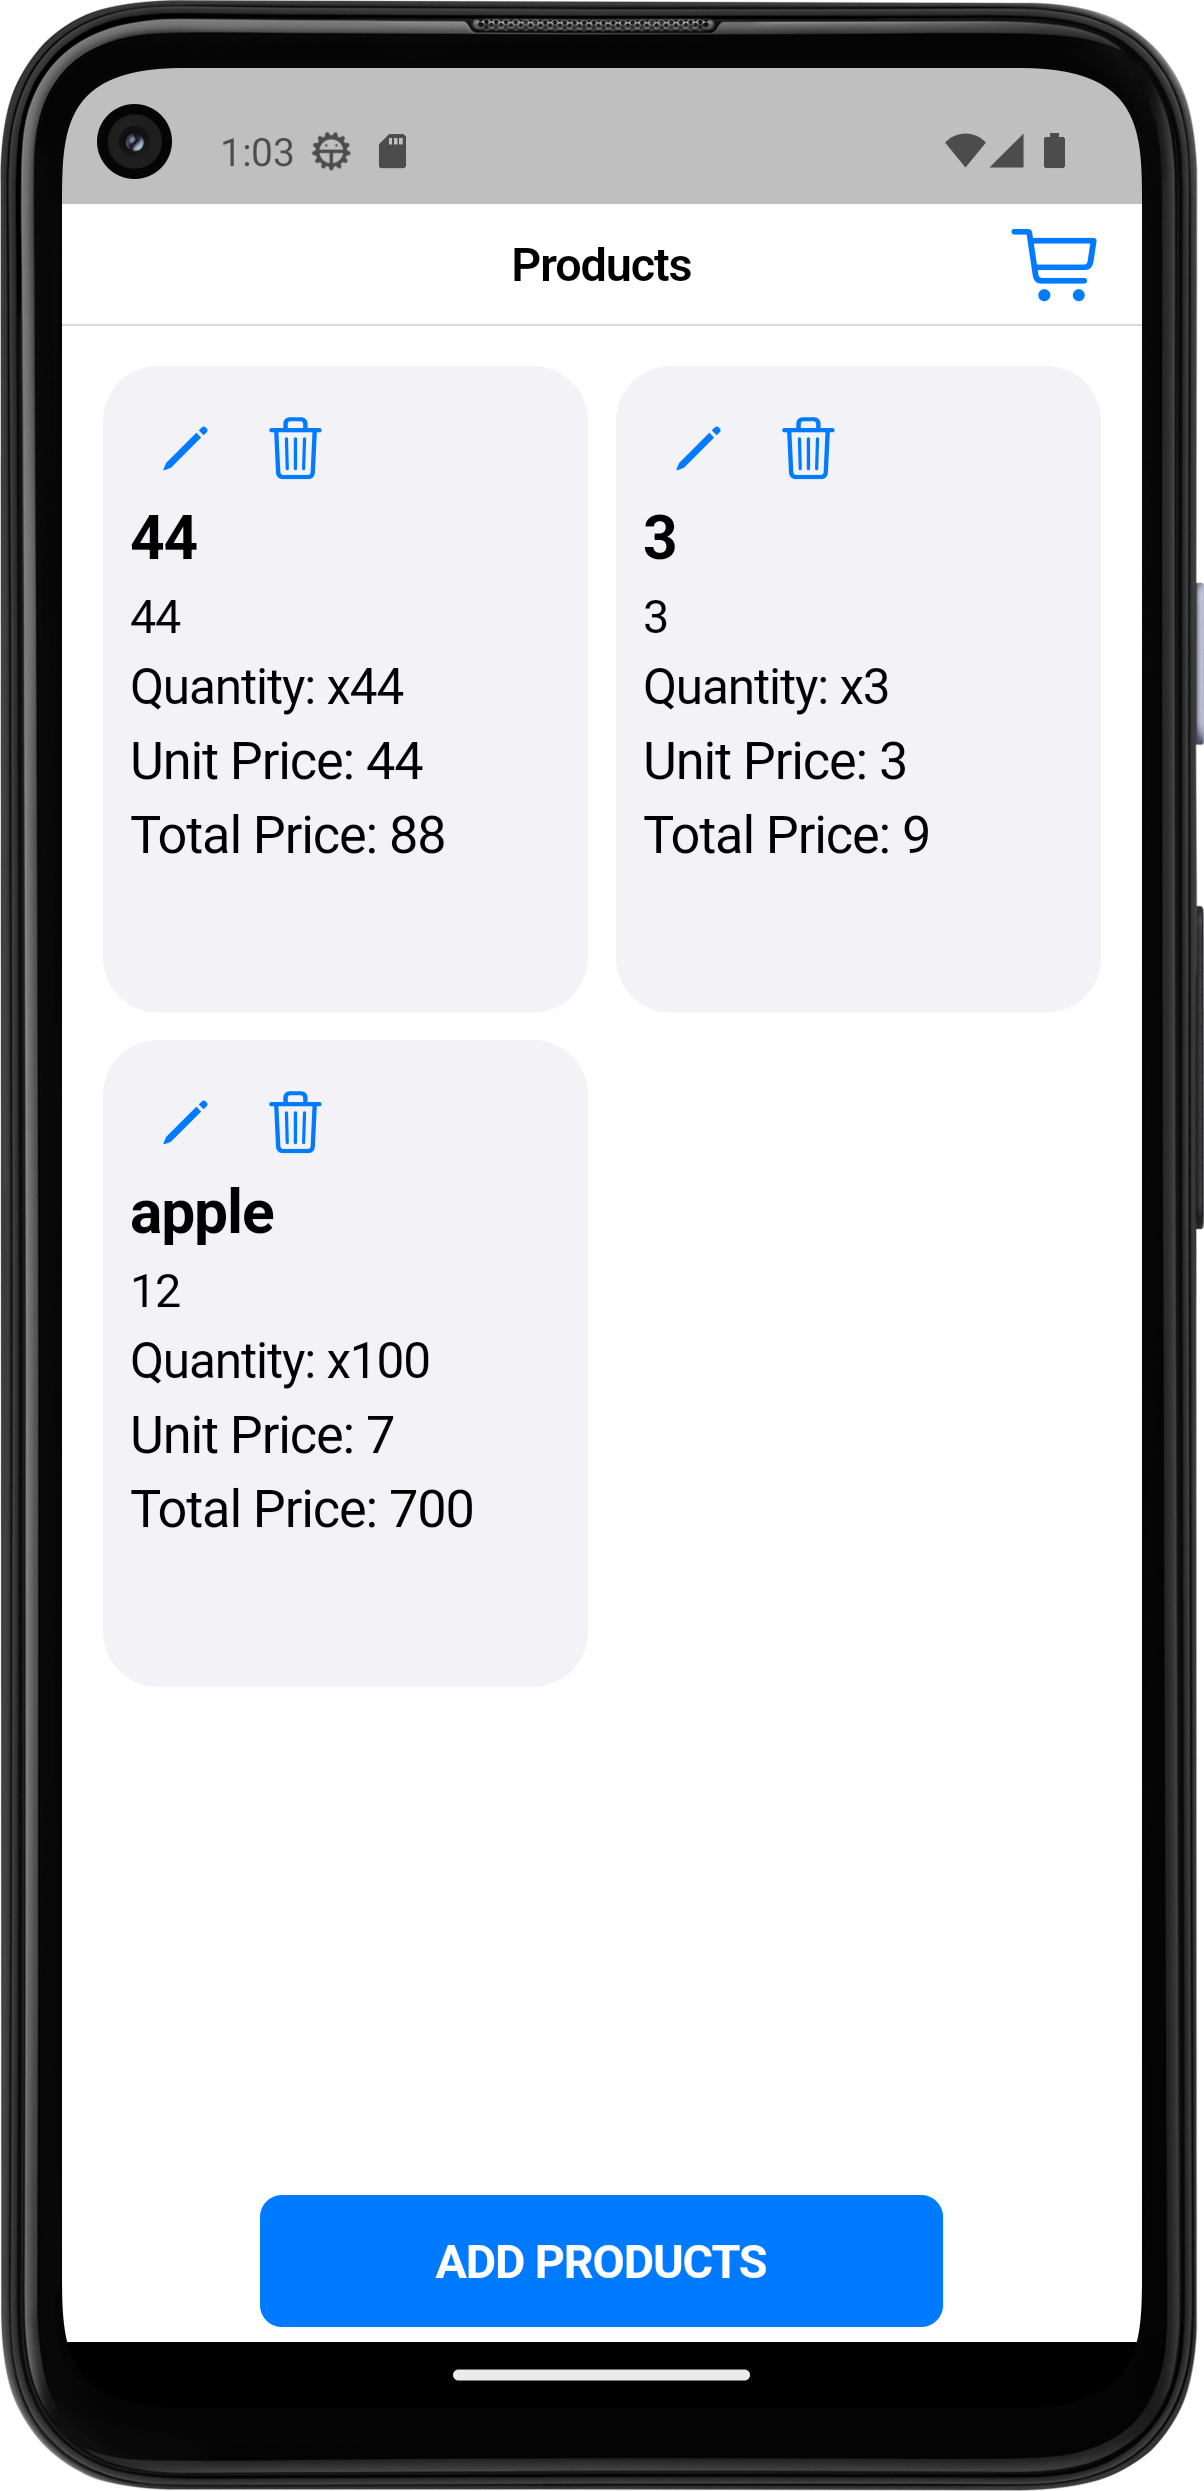 1:03
Products
44
44
Quantity: x44
Unit Price: 44
Total Price: 88
3
3
Quantity: x3
Unit Price: 3
Total Price: 9
apple
12
Quantity: x100
Unit Price: 7
Total Price: 700
ADD PRODUCTS